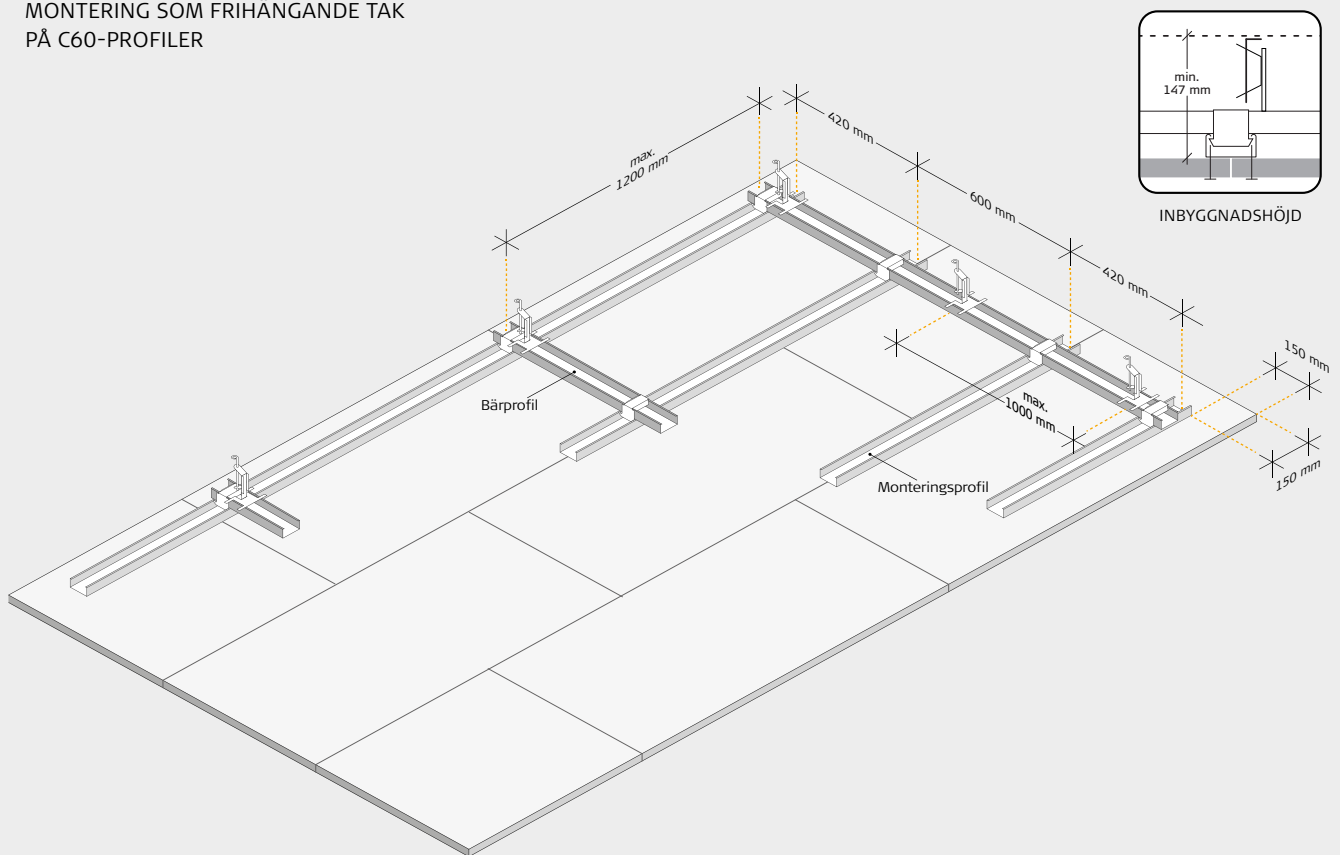 MONTERING SOM FRIHÄNGANDE TAK
PÅ C60-PROFILER
min.
147 mm
INBYGGNADSHÖJD
max.
1200 mm
420 mm
600 mm
420 mm
150 mm
150 mm
max.
1000 mm
Bärprofil
Monteringsprofil